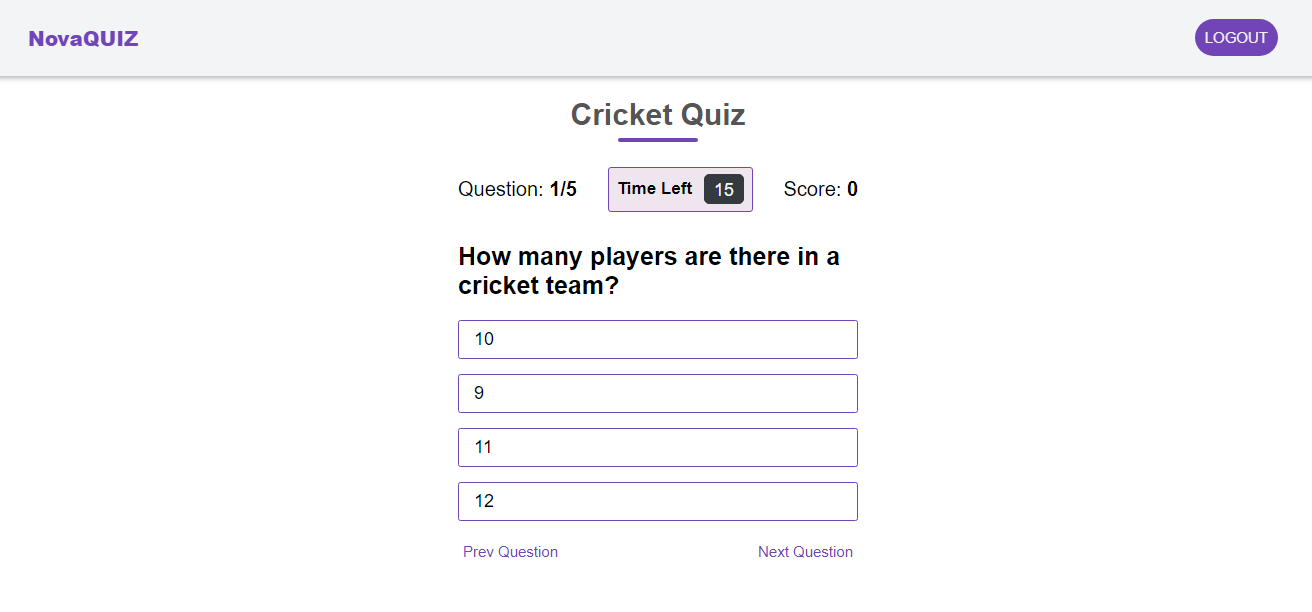 NovaQUIZ
LOGOUT
Cricket Quiz
Question: 1/5
Time Left 15
Score: 0
How many players are there in a
cricket team?
10
9
11
12
Prev Question
Next Question